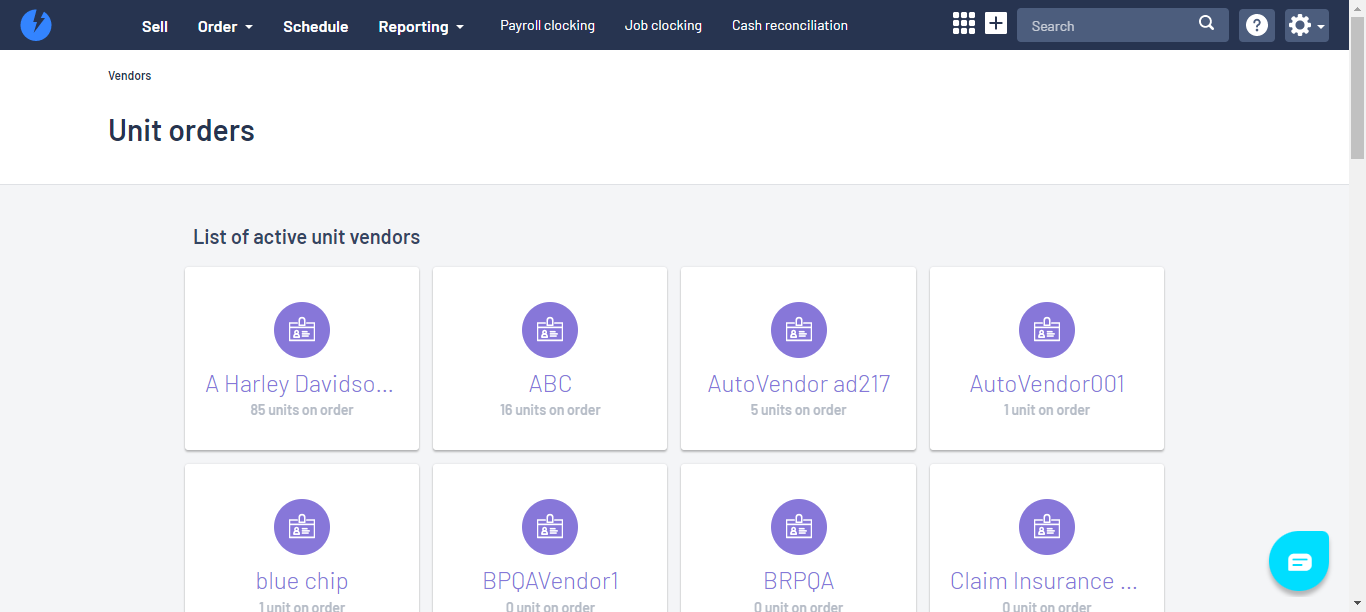 Sell Order Schedule Reporting Payroll clocking Job clocking Cash reconciliation Search
Vendors
Unit orders
List of active unit vendors
A Harley Davidso... ABC AutoVendor ad217 AutoVendor001
85 units on order 16 units on order 5 units on order 1 unit on order
blue chip BPQAVendor1 BRPQA Claim Insurance ...
1 unit on order 0 unit on order 0 unit on order 0 unit on order